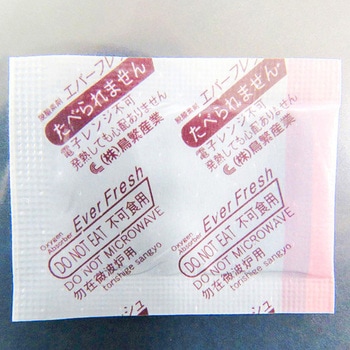 脱酸素剤 エバーフレ
たべられません
電子レンジ不可
発熱しても心配ありません
(株)鳥繁産業
脱酸素剤 エバーフレ
たべられません
電子レンジ不可
発熱しても心配ありません
(株)鳥繁産業
Oxygen Absorber Ever Fresh
DO NOT EAT 不可食用
DO NOT MICROWAVE
勿在微波炉用
torishige sangyo
Oxygen Absorber Ever Fresh
DO NOT EAT 不可食用
DO NOT MICROWAVE
勿在微波炉用
torishige sangyo
シュ